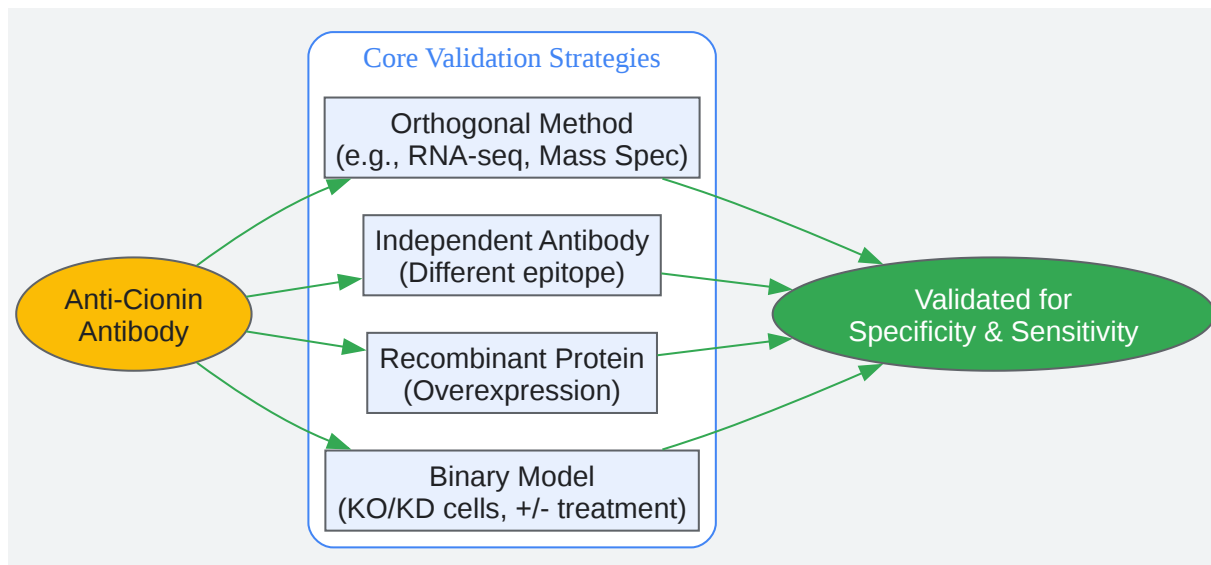 Core Validation Strategies
Orthogonal Method
(e.g., RNA-seq, Mass Spec)
Independent Antibody
(Different epitope)
Anti-Cionin
Antibody
Validated for
Specificity & Sensitivity
Recombinant Protein
(Overexpression)
Binary Model
(KO/KD cells, +/- treatment)